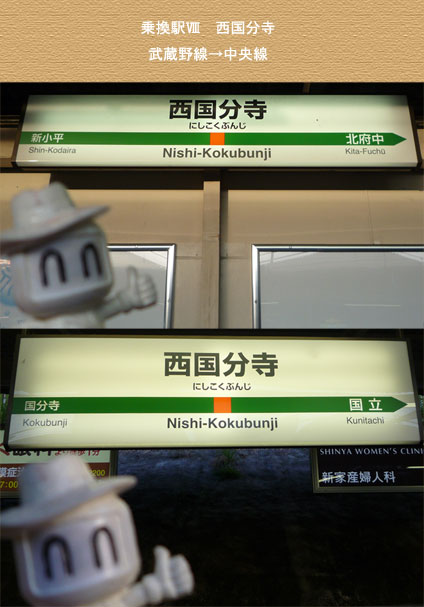 乗換駅Ⅷ　西国分寺
武蔵野線→中央線
西国分寺
にしこくぶんじ
新小平 北府中
Shin-Kodaira Nishi-Kokubunji Kita-Fuchū
西国分寺
にしこくぶんじ
国分寺 国立
Kokubunji Nishi-Kokubunji Kunitachi
SHINYA WOMEN'S CLINI
新家産婦人科
7:00